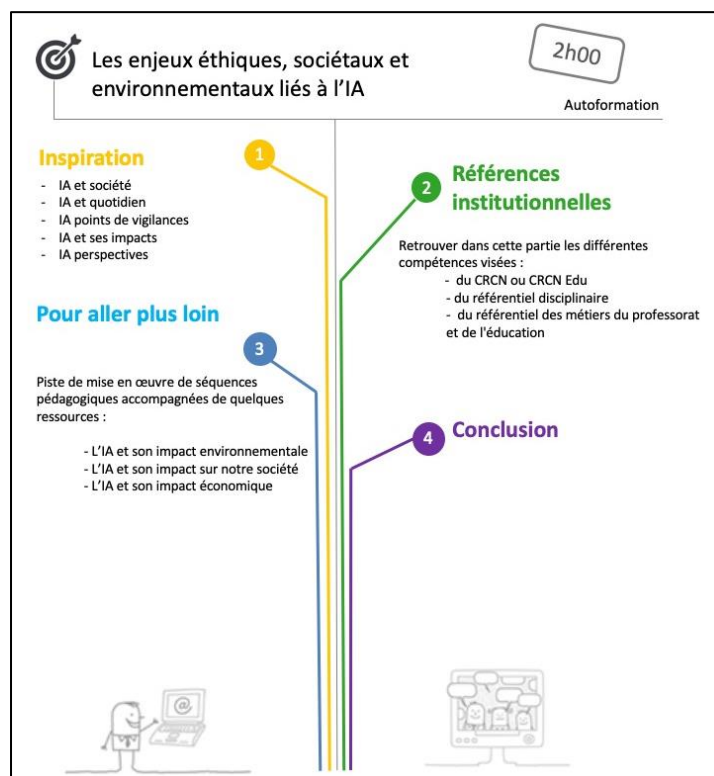 Les enjeux éthiques, sociétaux et
environnementaux liés à l'IA
2h00
Autoformation
Inspiration
1
- IA et société
- IA et quotidien
- IA points de vigilances
- IA et ses impacts
- IA perspectives
2
Références
institutionnelles
Retrouver dans cette partie les différentes
compétences visées :
- du CRCN ou CRCN Edu
- du référentiel disciplinaire
- du référentiel des métiers du professorat
et de l'éducation
Pour aller plus loin
3
Piste de mise en œuvre de séquences
pédagogiques accompagnées de quelques
ressources :
- L'IA et son impact environnementale
- L'IA et son impact sur notre société
- L'IA et son impact économique
4
Conclusion
@